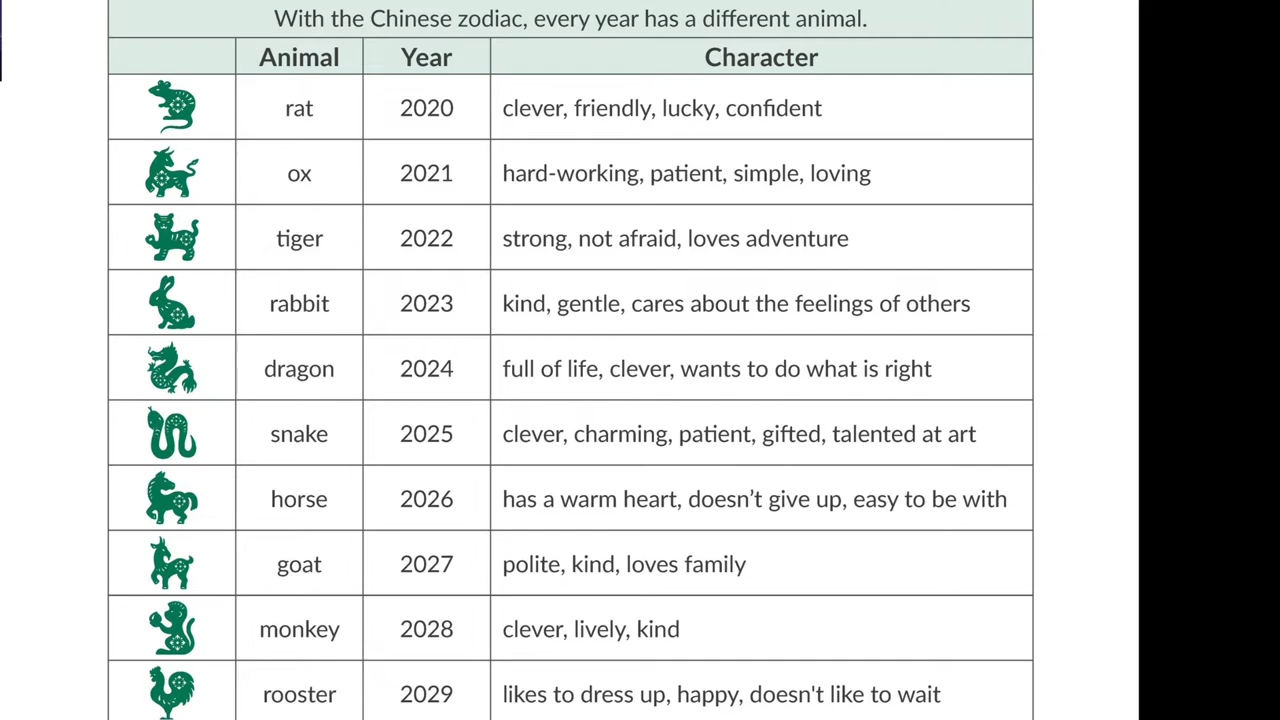 With the Chinese zodiac, every year has a different animal.
Animal Year Character
rat 2020 clever, friendly, lucky, confident
ox 2021 hard-working, patient, simple, loving
tiger 2022 strong, not afraid, loves adventure
rabbit 2023 kind, gentle, cares about the feelings of others
dragon 2024 full of life, clever, wants to do what is right
snake 2025 clever, charming, patient, gifted, talented at art
horse 2026 has a warm heart, doesn’t give up, easy to be with
goat 2027 polite, kind, loves family
monkey 2028 clever, lively, kind
rooster 2029 likes to dress up, happy, doesn't like to wait